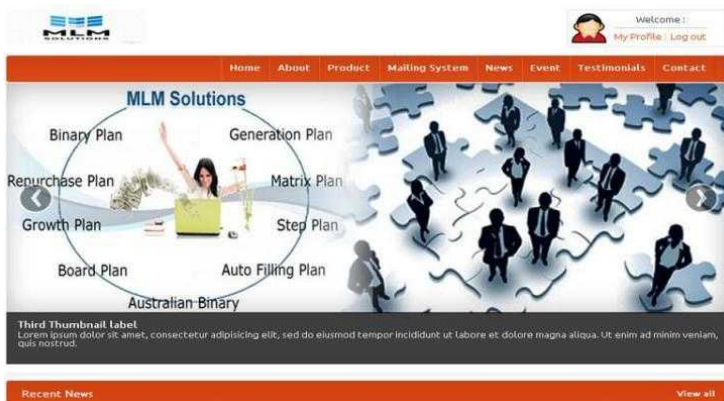 MLM
SOLUTIONS
Welcome :
My Profile | Log out
Home About Product Mailing System News Event Testimonials Contact
MLM Solutions
Binary Plan
Generation Plan
Repurchase Plan
Matrix Plan
Growth Plan
Step Plan
Board Plan
Auto Filling Plan
Australian Binary
Third Thumbnail label
Lorem ipsum dolor sit amet, consectetur adipisicing elit, sed do eiusmod tempor incididunt ut labore et dolore magna aliqua. Ut enim ad minim veniam,
quis nostrud.
Recent News
View all